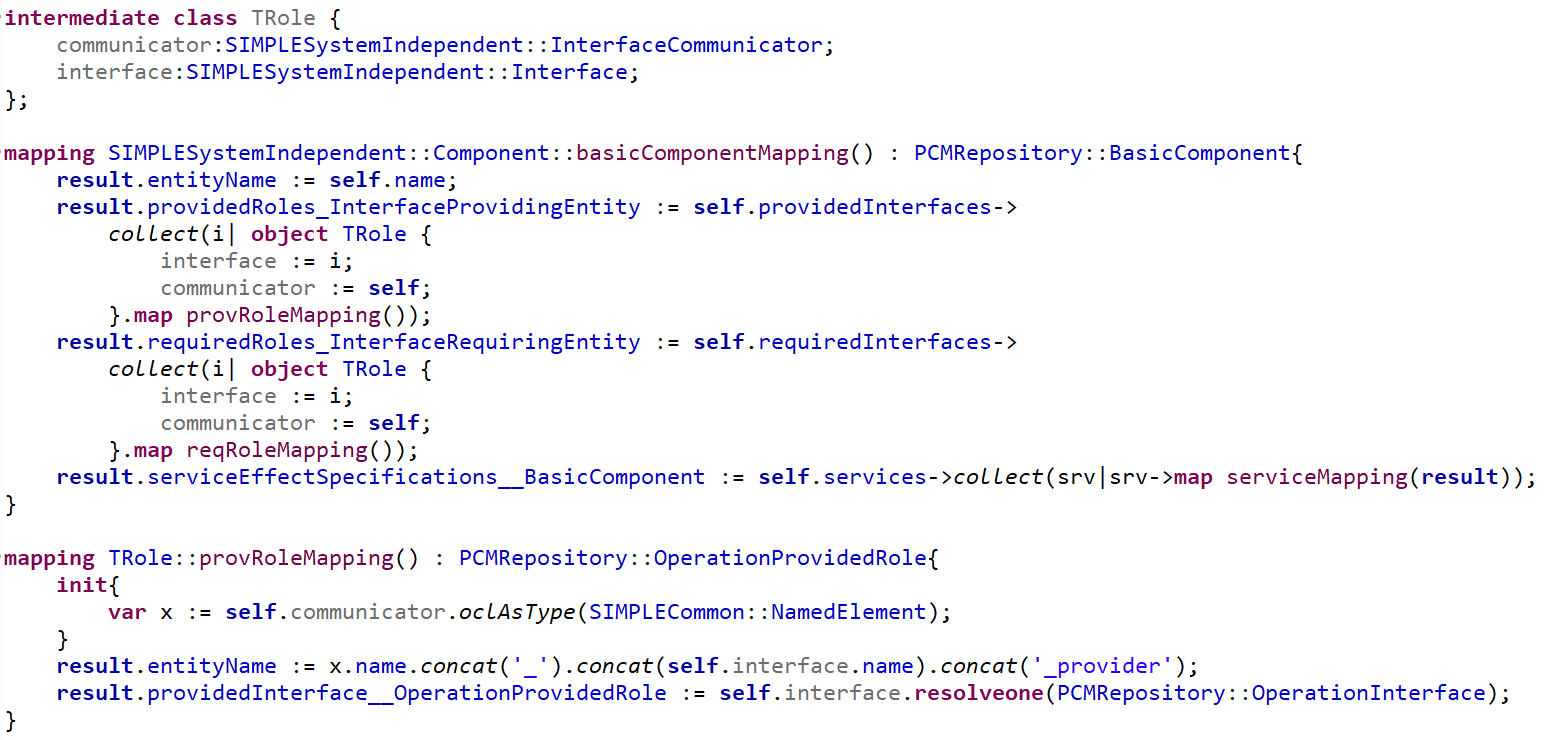 intermediate class TRole {
    communicator:SIMPLESystemIndependent::InterfaceCommunicator;
    interface:SIMPLESystemIndependent::Interface;
};

mapping SIMPLESystemIndependent::Component::basicComponentMapping() : PCMRepository::BasicComponent{
    result.entityName := self.name;
    result.providedRoles_InterfaceProvidingEntity := self.providedInterfaces->
        collect(i| object TRole {
            interface := i;
            communicator := self;
        }.map provRoleMapping());
    result.requiredRoles_InterfaceRequiringEntity := self.requiredInterfaces->
        collect(i| object TRole {
            interface := i;
            communicator := self;
        }.map reqRoleMapping());
    result.serviceEffectSpecifications__BasicComponent := self.services->collect(srv|srv->map serviceMapping(result));
}

mapping TRole::provRoleMapping() : PCMRepository::OperationProvidedRole{
    init{
        var x := self.communicator.oclAsType(SIMPLECommon::NamedElement);
    }
    result.entityName := x.name.concat('_').concat(self.interface.name).concat('_provider');
    result.providedInterface__OperationProvidedRole := self.interface.resolveone(PCMRepository::OperationInterface);
}